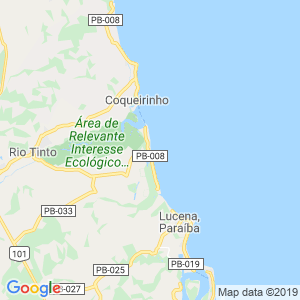 PB-008
Coqueirinho
Área de
Relevante
Interesse
Ecológico...
Rio Tinto
PB-008
PB-033
Lucena,
Paraíba
101
PB-025
PB-019
PB-027
Map data ©2019